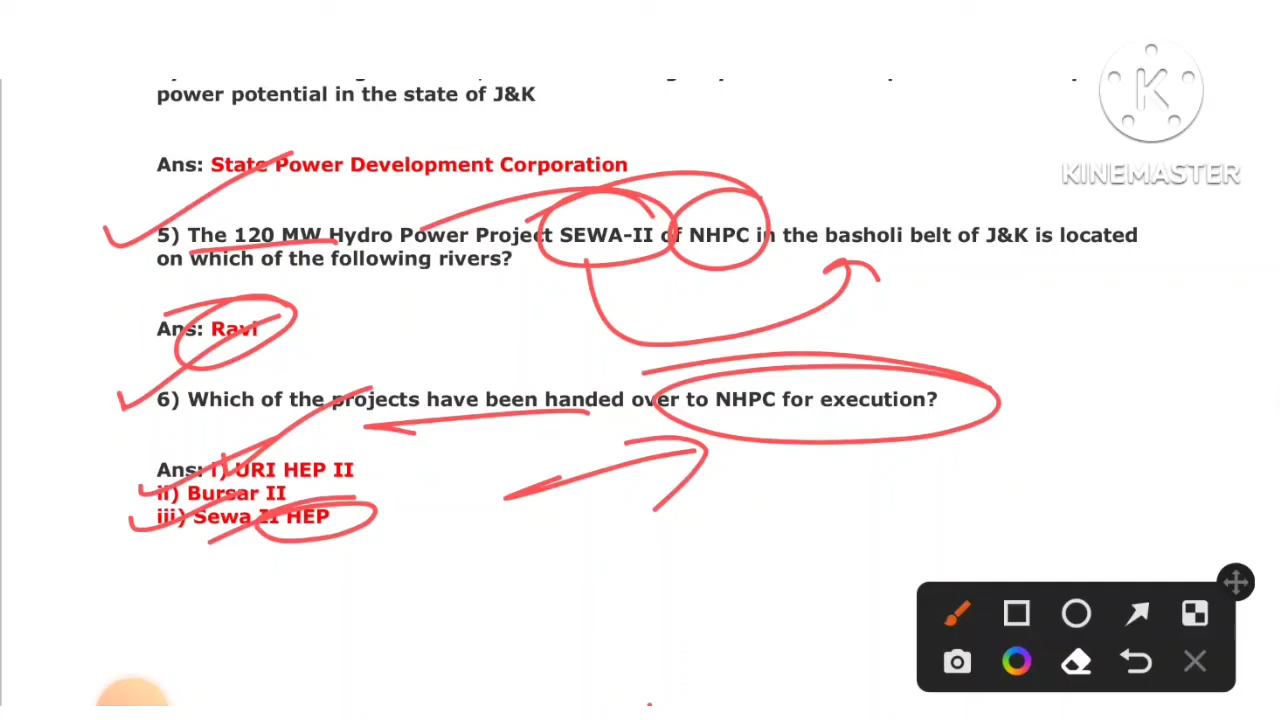 power potential in the state of J&K
Ans: State Power Development Corporation
5) The 120 MW Hydro Power Project SEWA-II of NHPC in the basholi belt of J&K is located
on which of the following rivers?
Ans: Ravi
6) Which of the projects have been handed over to NHPC for execution?
Ans: i) URI HEP II
ii) Bursar II
iii) Sewa II HEP
K
KINEMASTER